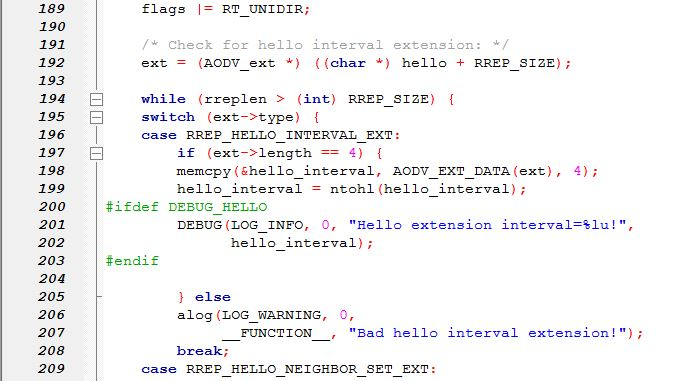 189 flags |= RT_UNIDIR;
190
191 /* Check for hello interval extension: */
192 ext = (AODV_ext *) ((char *) hello + RREP_SIZE);
193
194 while (rreplen > (int) RREP_SIZE) {
195 switch (ext->type) {
196 case RREP_HELLO_INTERVAL_EXT:
197 if (ext->length == 4) {
198 memcpy(&hello_interval, AODV_EXT_DATA(ext), 4);
199 hello_interval = ntohl(hello_interval);
200 #ifdef DEBUG_HELLO
201 DEBUG(LOG_INFO, 0, "Hello extension interval=%lu!",
202 hello_interval);
203 #endif
204
205 } else
206 alog(LOG_WARNING, 0,
207 __FUNCTION__, "Bad hello interval extension!");
208 break;
209 case RREP_HELLO_NEIGHBOR_SET_EXT: